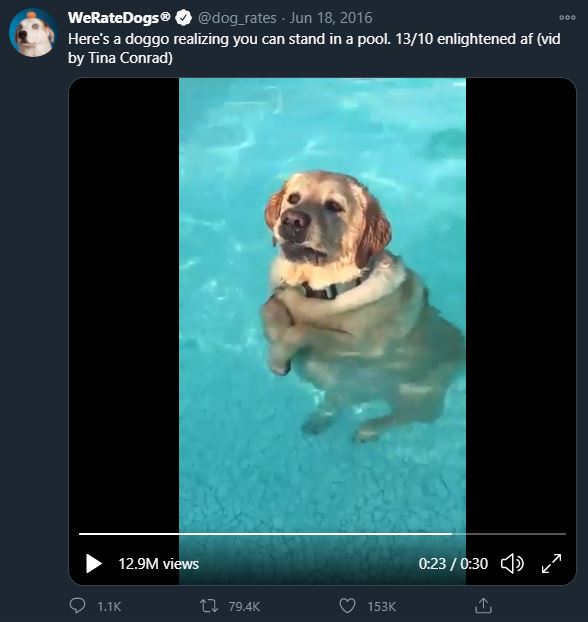 WeRateDogs® @dog_rates · Jun 18, 2016
Here's a doggo realizing you can stand in a pool. 13/10 enlightened af (vid
by Tina Conrad)
12.9M views 0:23 / 0:30
1.1K 79.4K 153K